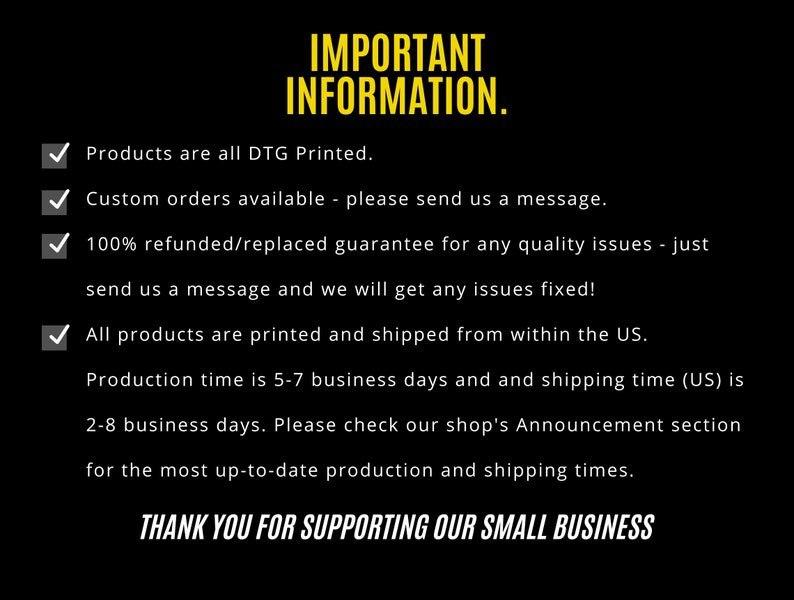 IMPORTANT
INFORMATION.
Products are all DTG Printed.
Custom orders available - please send us a message.
100% refunded/replaced guarantee for any quality issues - just
send us a message and we will get any issues fixed!
All products are printed and shipped from within the US.
Production time is 5-7 business days and and shipping time (US) is
2-8 business days. Please check our shop's Announcement section
for the most up-to-date production and shipping times.
THANK YOU FOR SUPPORTING OUR SMALL BUSINESS